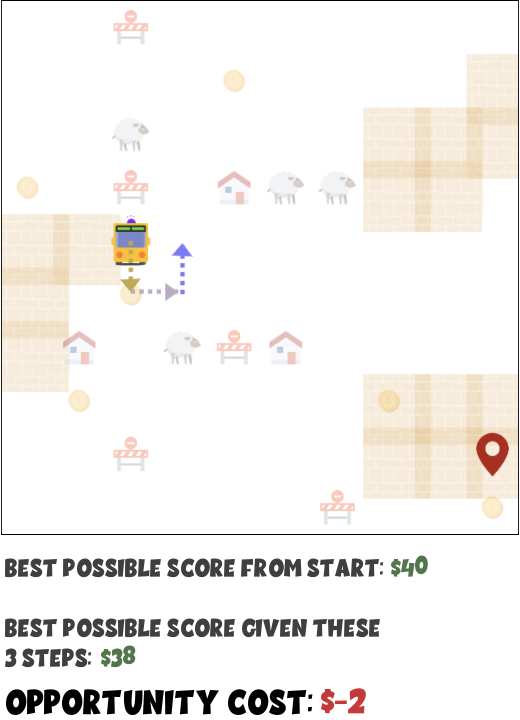 BEST POSSIBLE SCORE FROM START: $40
BEST POSSIBLE SCORE GIVEN THESE
3 STEPS: $38
OPPORTUNITY COST: $-2